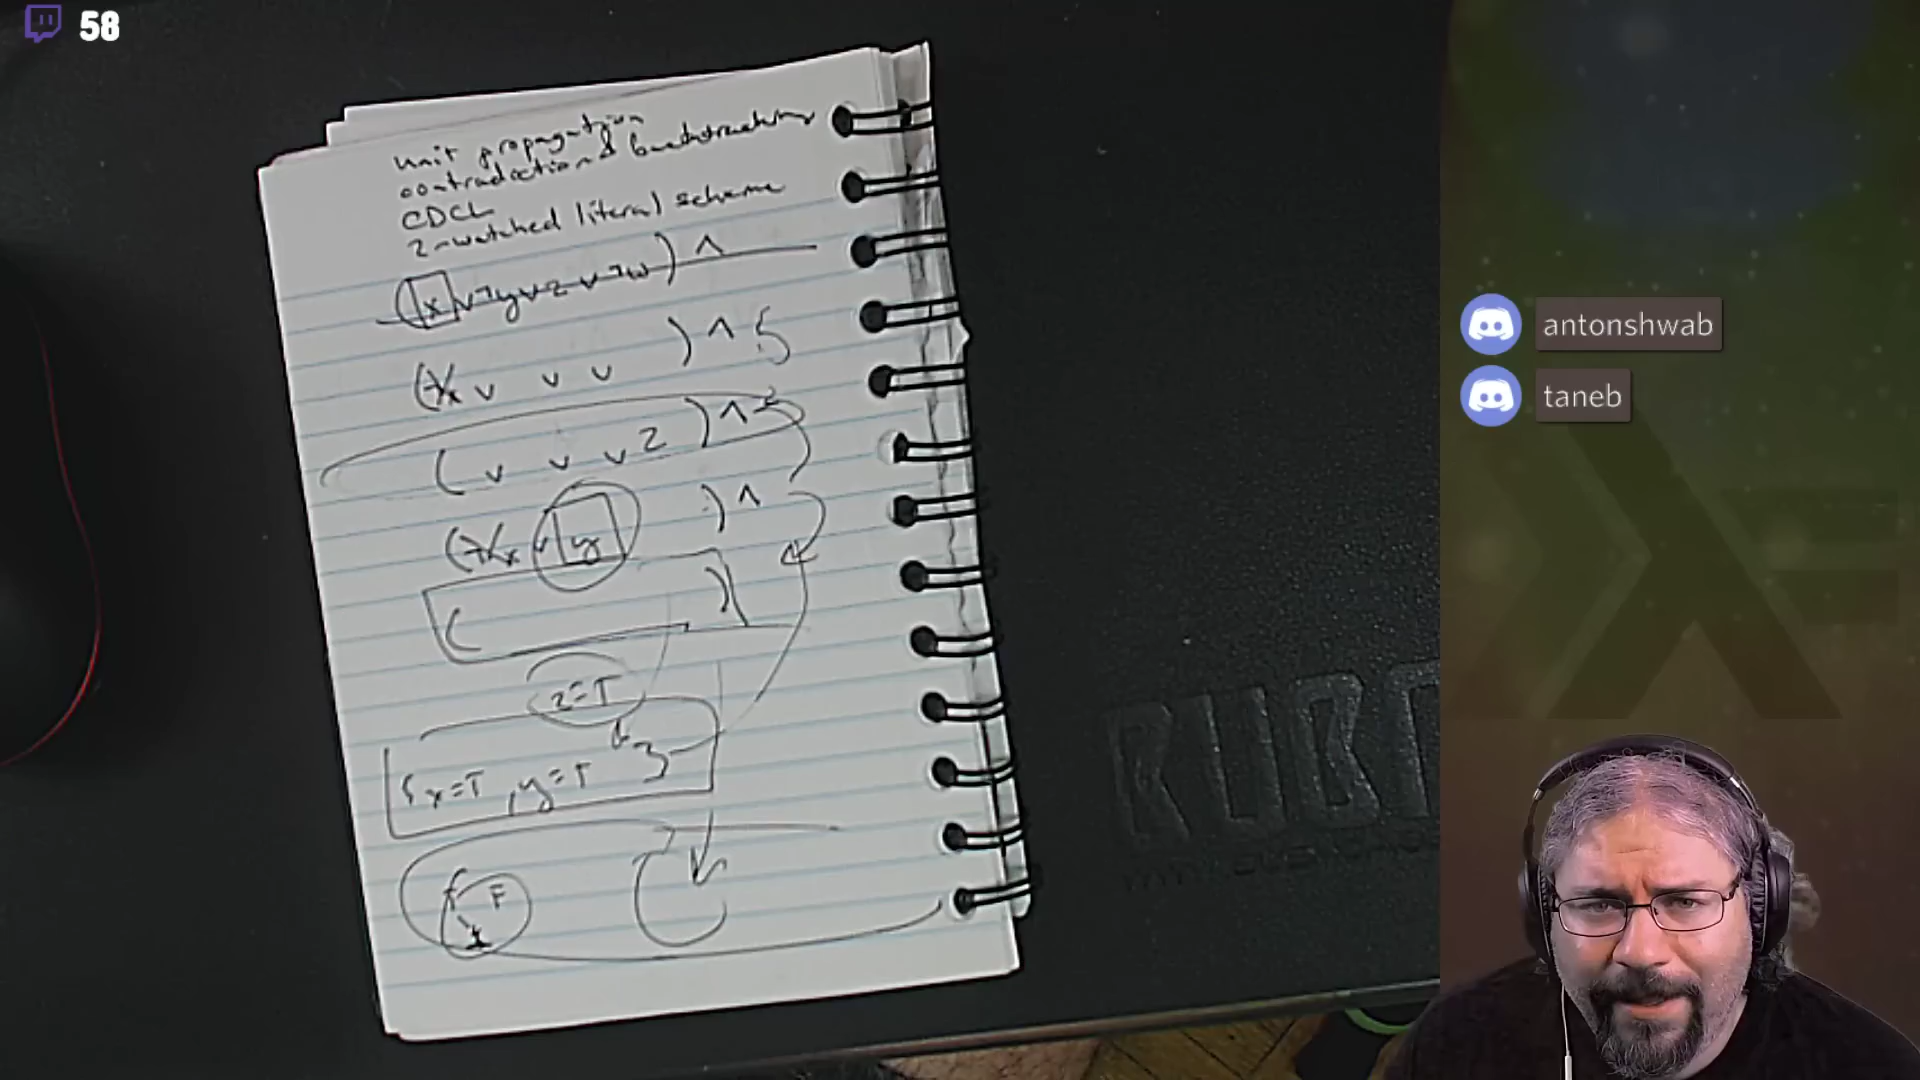 58
unit propagation
contradiction & backtracking
CDCL
2-watched literal scheme
(x v ¬y v z v ¬w) ^
(¬x v v v ) ^
( v v v z ) ^
(¬x v y ) ^
( )
z=T
{x=T, y=T }
F
antonshwab
taneb